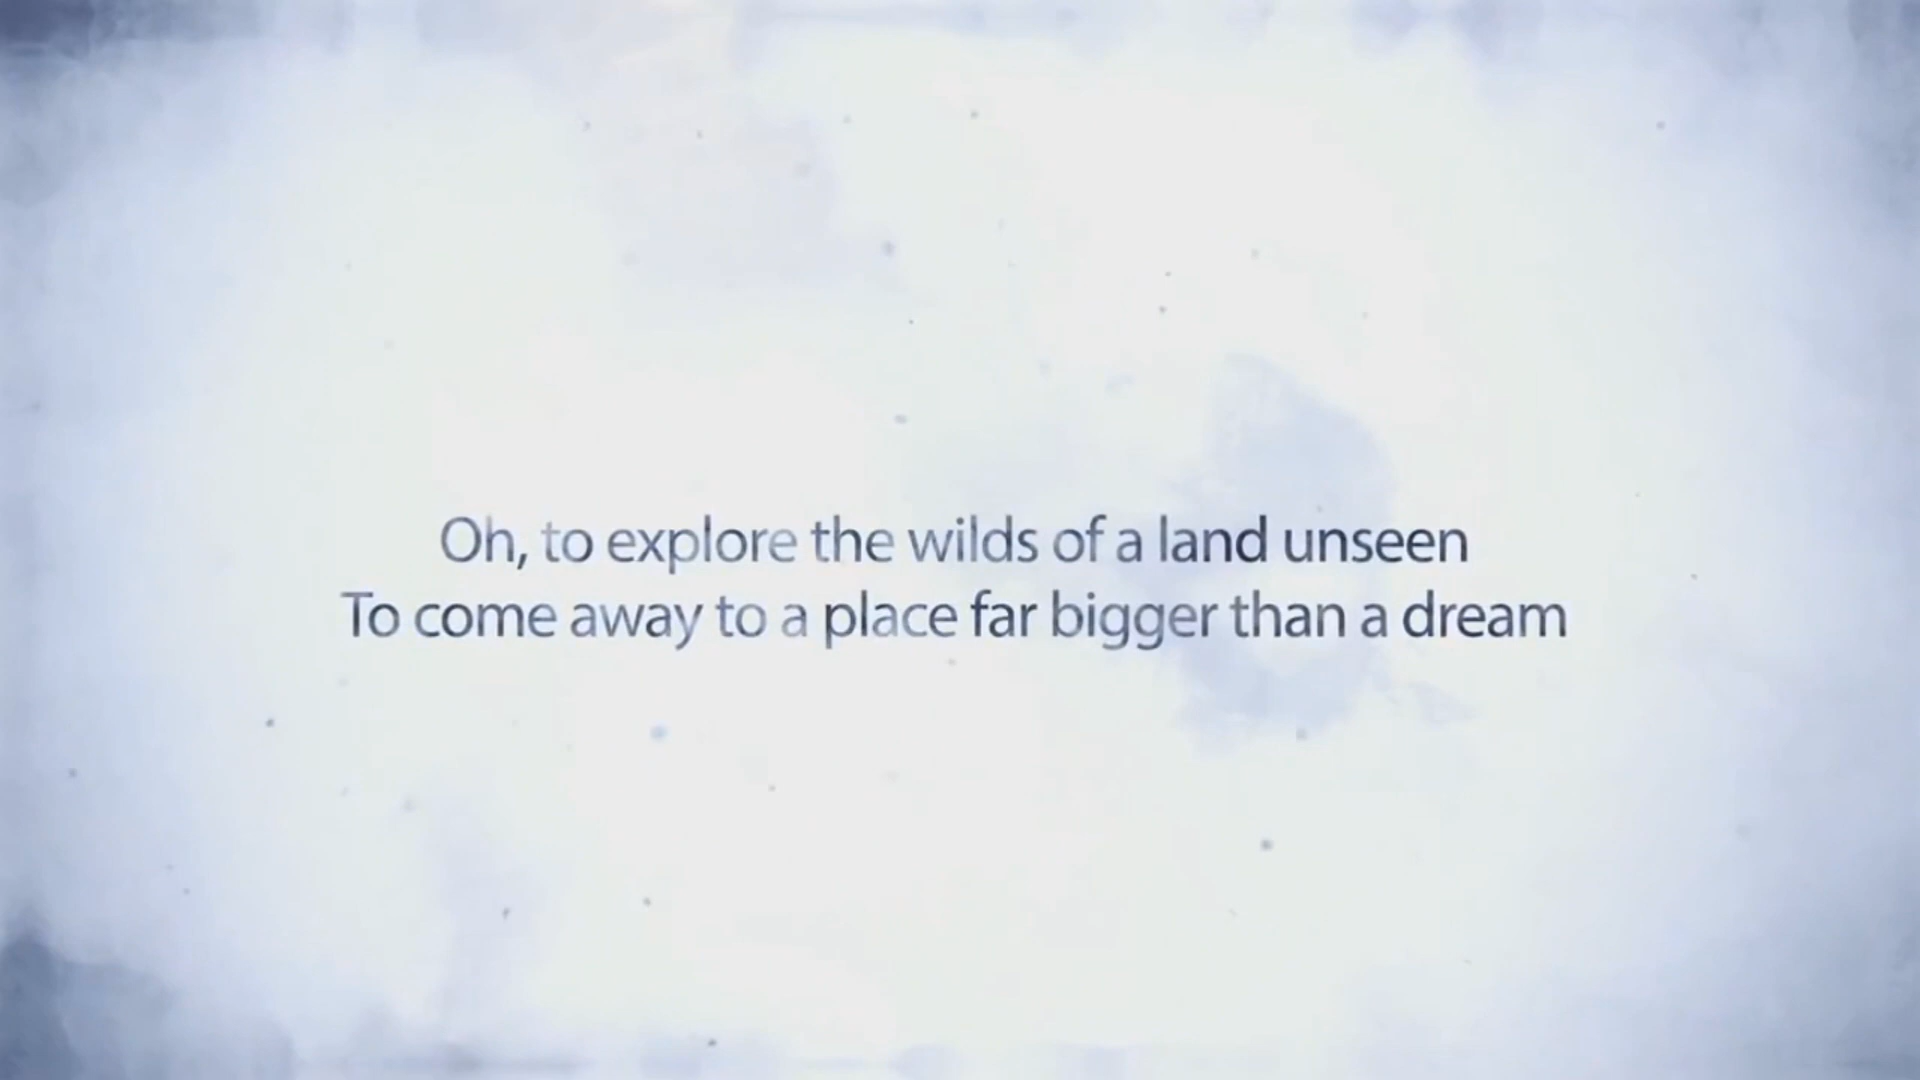 Oh, to explore the wilds of a land unseen
To come away to a place far bigger than a dream